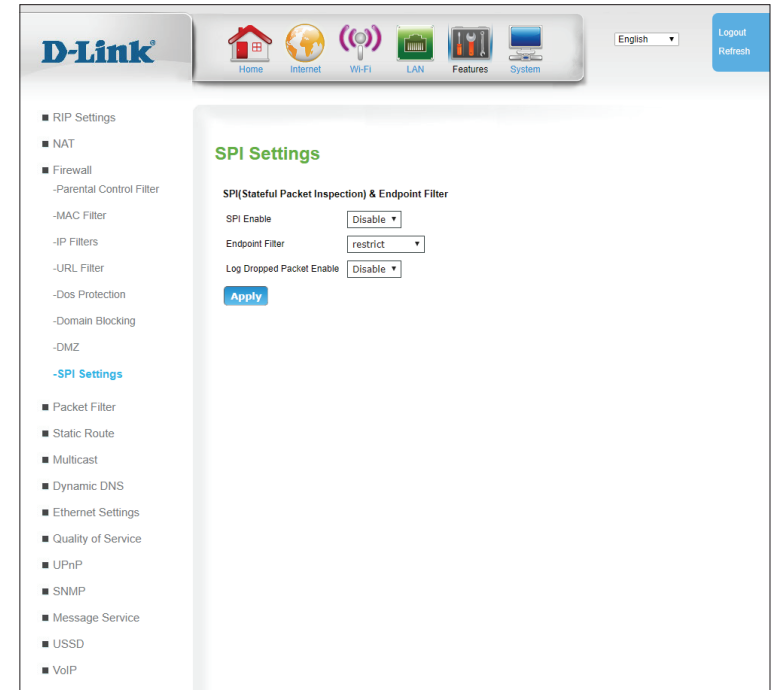 D-Link
Home
Internet
Wi-Fi
LAN
Features
System
English
Logout
Refresh
RIP Settings
NAT
Firewall
-Parental Control Filter
-MAC Filter
-IP Filters
-URL Filter
-Dos Protection
-Domain Blocking
-DMZ
-SPI Settings
Packet Filter
Static Route
Multicast
Dynamic DNS
Ethernet Settings
Quality of Service
UPnP
SNMP
Message Service
USSD
VoIP
SPI Settings
SPI(Stateful Packet Inspection) & Endpoint Filter
SPI Enable Disable
Endpoint Filter restrict
Log Dropped Packet Enable Disable
Apply